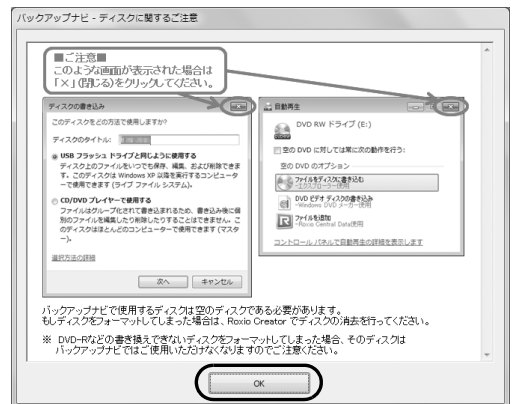 バックアップナビ - ディスクに関するご注意
■ご注意■
このような画面が表示された場合は
「×」(閉じる)をクリックしてください。
ディスクの書き込み
このディスクをどの方法で使用しますか?
ディスクのタイトル:
USB フラッシュ ドライブと同じように使用する
ディスク上のファイルをいつでも保存、編集、および削除できます。このディスクは Windows XP 以降を実行するコンピュータ
ーで使用できます (ライブ ファイル システム)。
CD/DVD プレイヤーで使用する
ファイルはグループ化されて書き込まれるため、書き込み後に個
別のファイルを編集したり削除したりすることはできません。こ
のディスクはほとんどのコンピューターで使用できます (マスタ
ー)。
選択方法の詳細
次へ
キャンセル
自動再生
DVD RW ドライブ (E:)
空の DVD に対しては常に次の動作を行う:
空の DVD のオプション
ファイルをディスクに書き込む
-エクスプローラー使用
DVD ビデオ ディスクの書き込み
-Windows DVD メーカー使用
ファイルを追加
-Roxio Central Data使用
コントロール パネルで自動再生の詳細を表示します
バックアップナビで使用するディスクは空のディスクである必要があります。
もしディスクをフォーマットしてしまった場合は、Roxio Creator でディスクの消去を行ってください。
※ DVD-Rなどの書き換えできないディスクをフォーマットしてしまった場合、そのディスクは
バックアップナビではご使用いただけなくなりますのでご注意ください。
OK